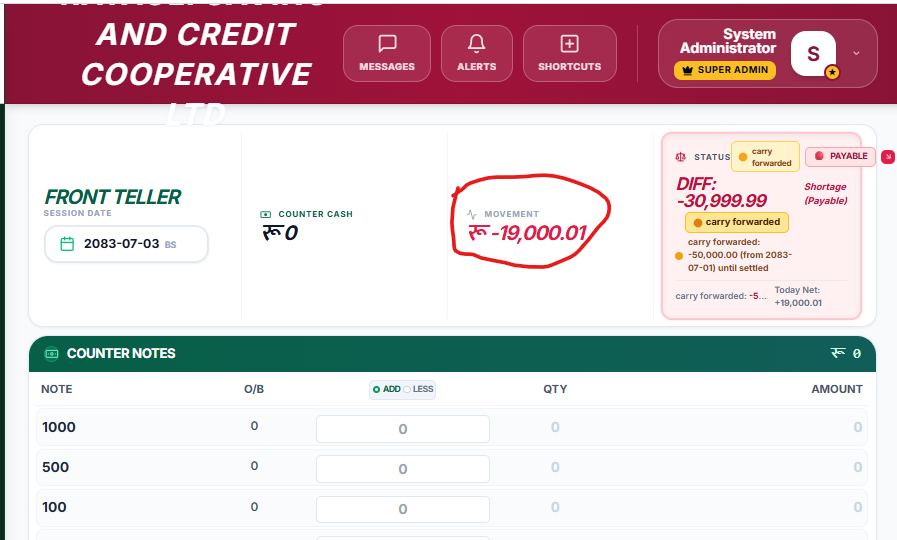 AND CREDIT
COOPERATIVE
LTD
MESSAGES
ALERTS
SHORTCUTS
System
Administrator
SUPER ADMIN
S
FRONT TELLER
SESSION DATE
2083-07-03 BS
COUNTER CASH
रू 0
MOVEMENT
रू -19,000.01
STATUS
carry
forwarded
PAYABLE
DIFF:
-30,999.99
Shortage
(Payable)
carry forwarded
carry forwarded:
-50,000.00 (from 2083-
07-01) until settled
carry forwarded: -5...
Today Net:
+19,000.01
COUNTER NOTES
रू 0
NOTE O/B ADD LESS QTY AMOUNT
1000 0 0 0 0
500 0 0 0 0
100 0 0 0 0